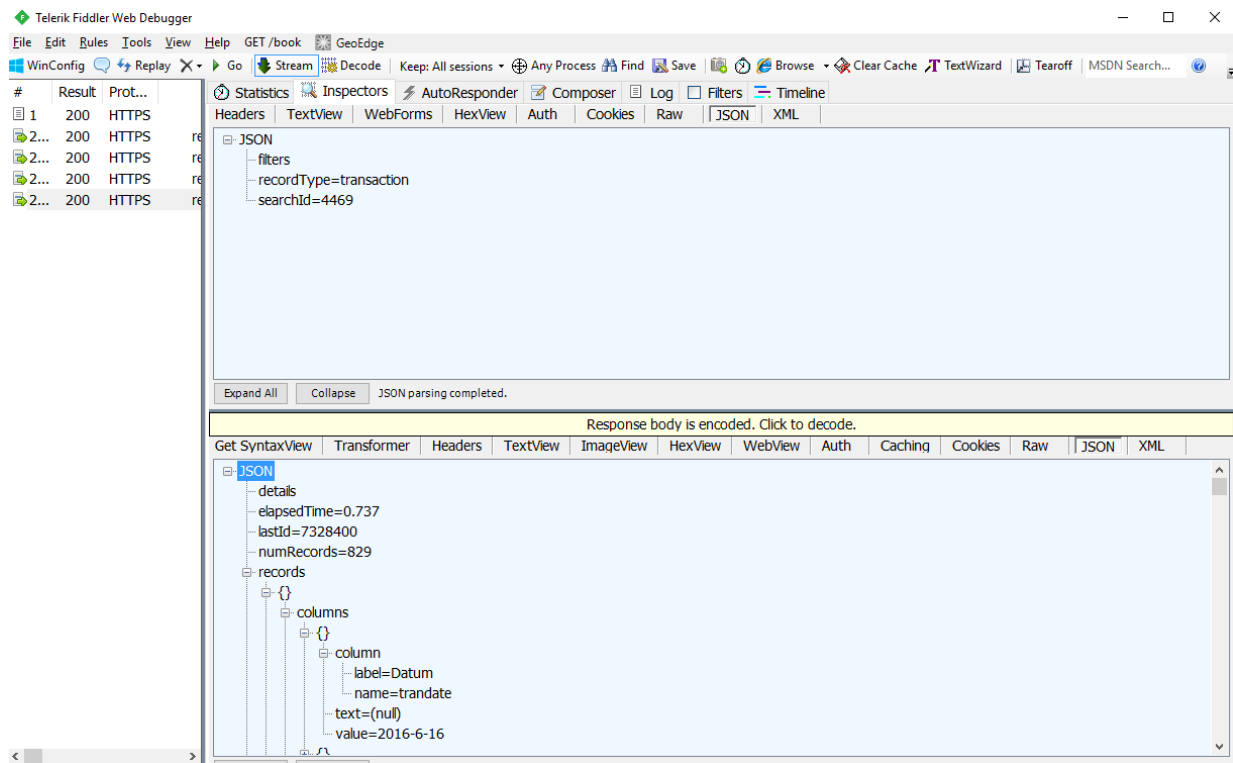 Telerik Fiddler Web Debugger
File Edit Rules Tools View Help GET /book GeoEdge
WinConfig Replay Go Stream Decode Keep: All sessions Any Process Find Save Browse Clear Cache TextWizard Tearoff MSDN Search...
# Result Prot...
1 200 HTTPS
2... 200 HTTPS re
2... 200 HTTPS re
2... 200 HTTPS re
2... 200 HTTPS re
Statistics Inspectors AutoResponder Composer Log Filters Timeline
Headers TextView WebForms HexView Auth Cookies Raw JSON XML
JSON
filters
recordType=transaction
searchId=4469
Expand All Collapse JSON parsing completed.
Response body is encoded. Click to decode.
Get SyntaxView Transformer Headers TextView ImageView HexView WebView Auth Caching Cookies Raw JSON XML
JSON
details
elapsedTime=0.737
lastId=7328400
numRecords=829
records
{}
columns
{}
column
label=Datum
name=trandate
text=(null)
value=2016-6-16
{}